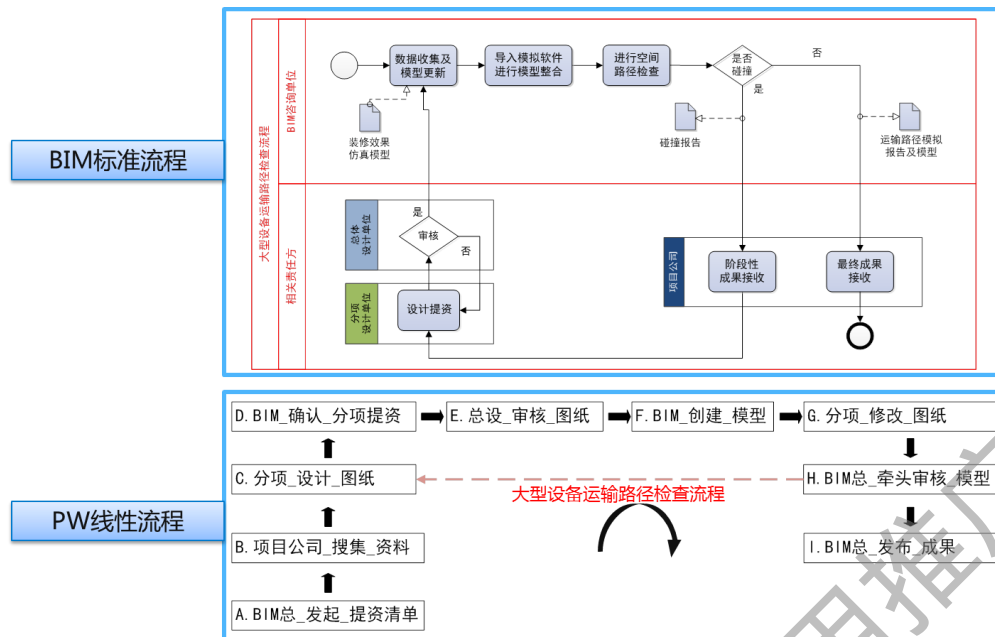 BIM标准流程
大型设备运输路径检查流程
BIM咨询单位
数据收集及
模型更新
导入模拟软件
进行模型整合
进行空间
路径检查
是否
碰撞
否
是
装修效果
仿真模型
碰撞报告
运输路径模拟
报告及模型
相关责任方
总体
设计单位
是
审核
否
分项
设计单位
设计提资
项目公司
阶段性
成果接收
最终成果
接收
PW线性流程
D.BIM_确认_分项提资
E.总设_审核_图纸
F.BIM_创建_模型
G.分项_修改_图纸
C.分项_设计_图纸
大型设备运输路径检查流程
H.BIM总_牵头审核_模型
B.项目公司_搜集_资料
I.BIM总_发布_成果
A.BIM总_发起_提资清单
用推广